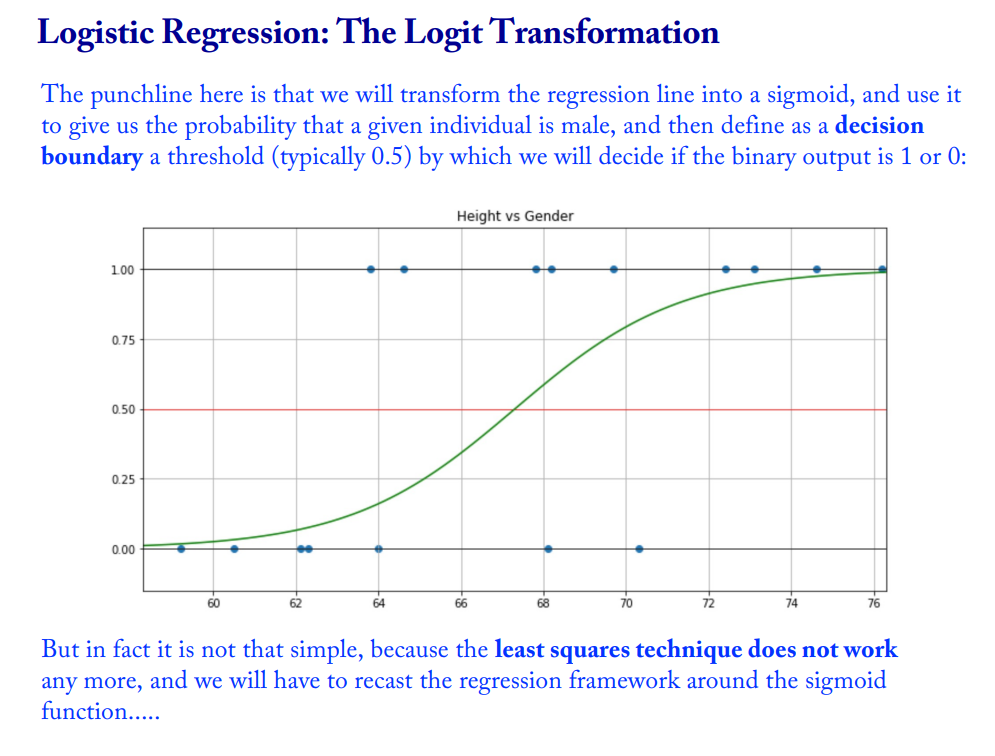 Logistic Regression: The Logit Transformation
The punchline here is that we will transform the regression line into a sigmoid, and use it
to give us the probability that a given individual is male, and then define as a decision
boundary a threshold (typically 0.5) by which we will decide if the binary output is 1 or 0:
Height vs Gender
1.00
0.75
0.50
0.25
0.00
60 62 64 66 68 70 72 74 76
But in fact it is not that simple, because the least squares technique does not work
any more, and we will have to recast the regression framework around the sigmoid
function.....